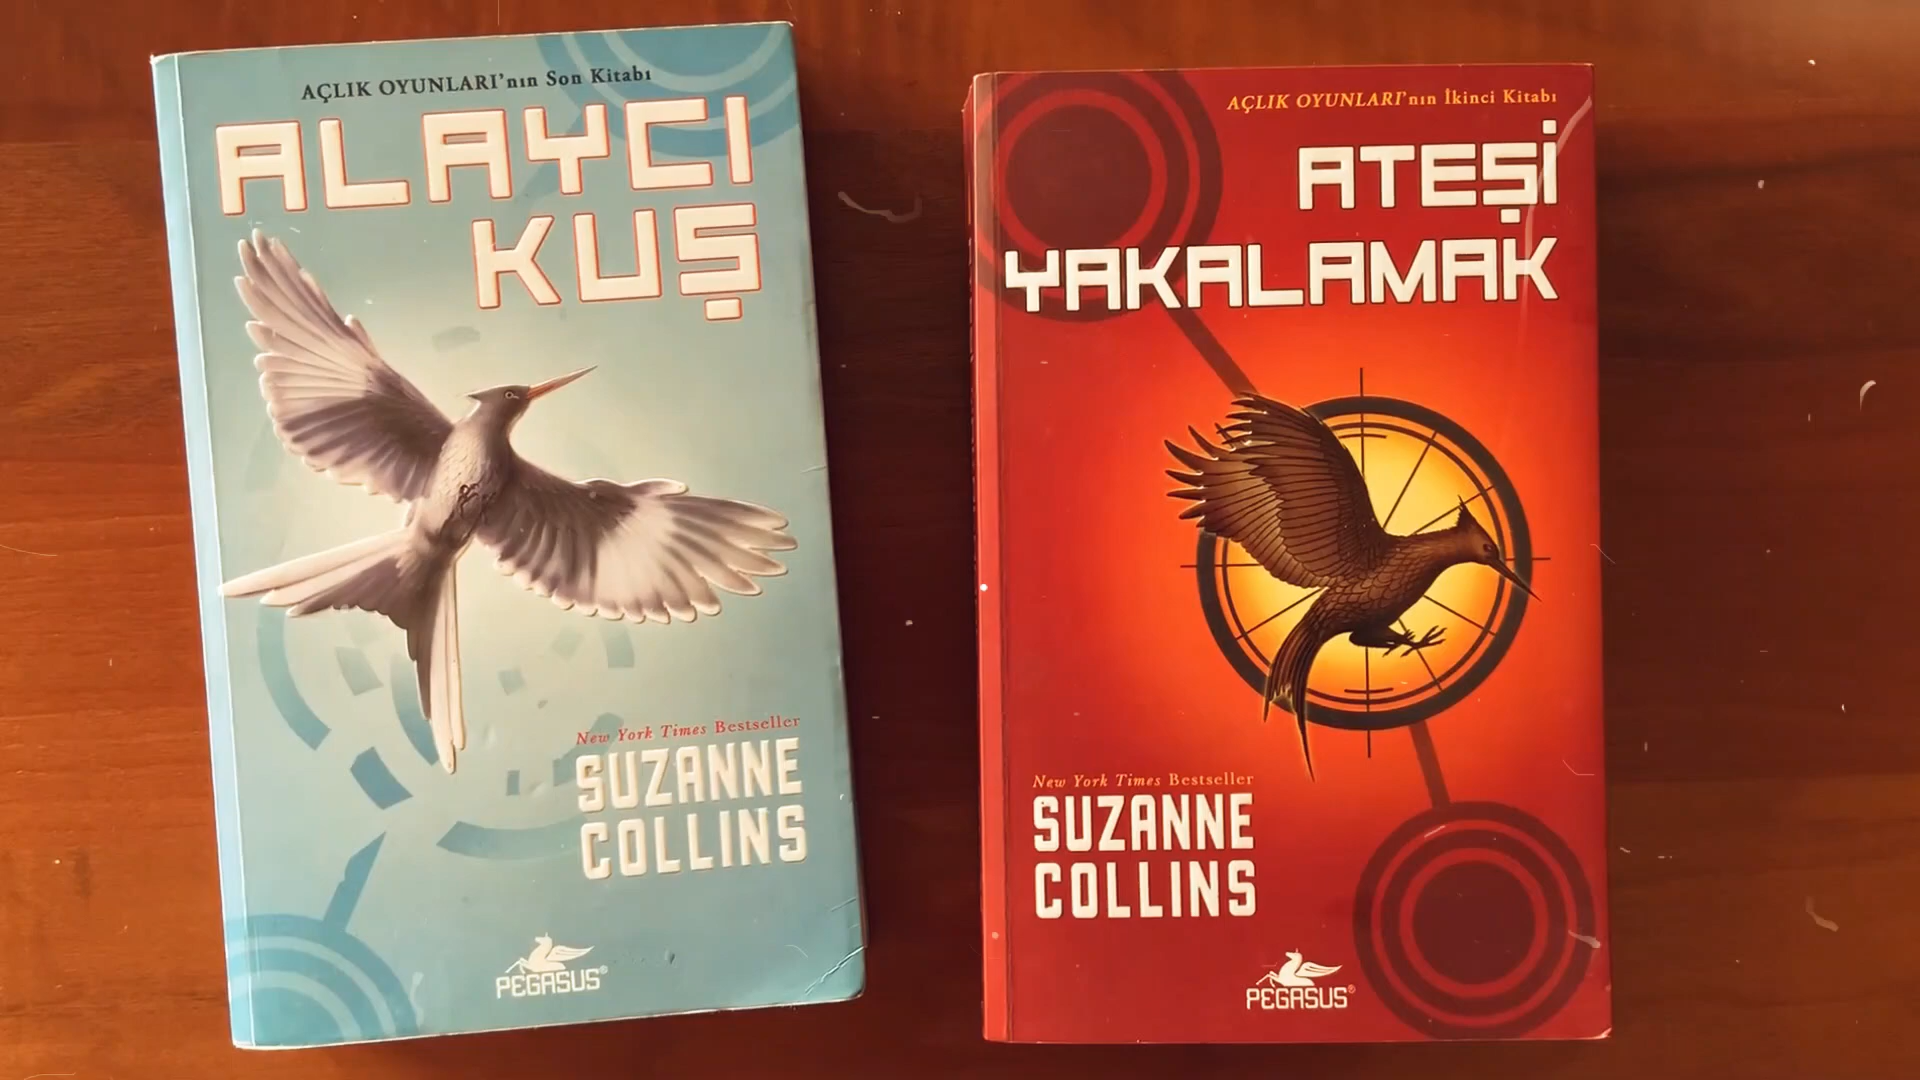 AÇLIK OYUNLARI'nın Son Kitabı
ALAYCI
KUŞ
New York Times Bestseller
SUZANNE
COLLINS
PEGASUS®
AÇLIK OYUNLARI'nın İkinci Kitabı
ATEŞİ
YAKALAMAK
New York Times Bestseller
SUZANNE
COLLINS
PEGASUS®